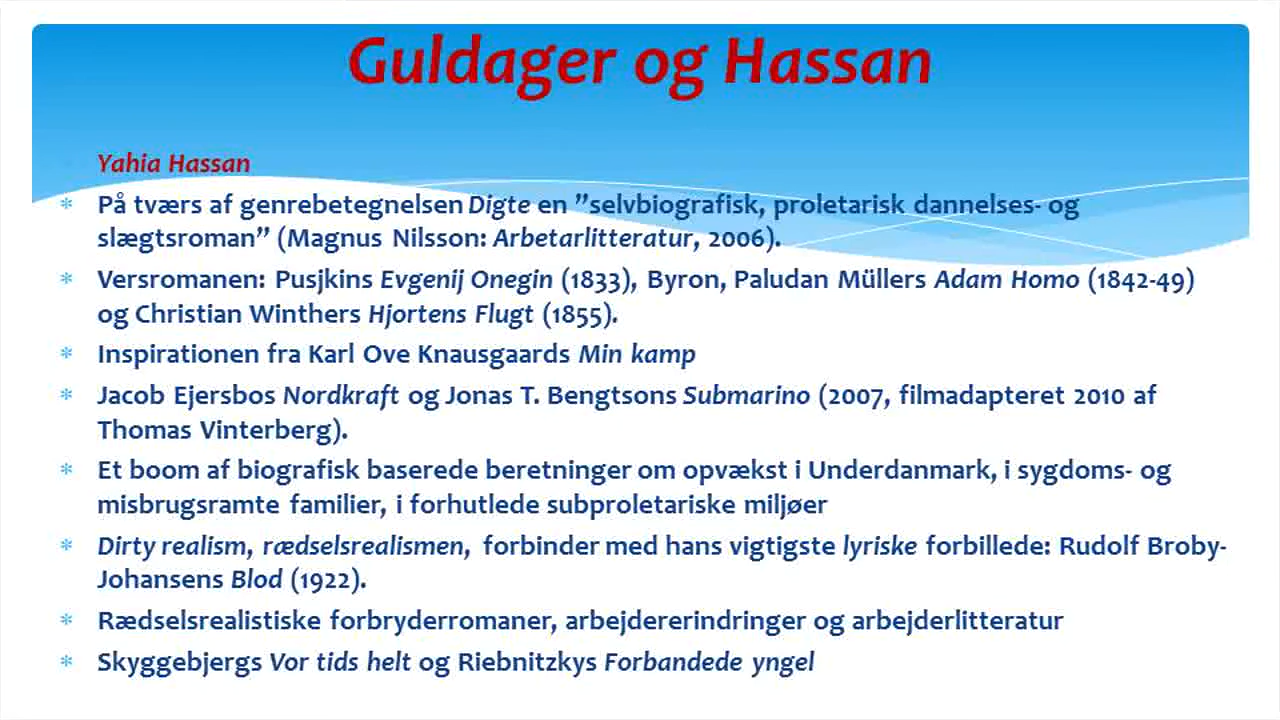 Guldager og Hassan
Yahia Hassan
* På tværs af genrebetegnelsen Digte en ”selvbiografisk, proletarisk dannelses- og
slægtsroman” (Magnus Nilsson: Arbetarlitteratur, 2006).
* Versromanen: Pusjkins Evgenij Onegin (1833), Byron, Paludan Müllers Adam Homo (1842-49)
og Christian Winthers Hjortens Flugt (1855).
* Inspirationen fra Karl Ove Knausgaards Min kamp
* Jacob Ejersbos Nordkraft og Jonas T. Bengtsons Submarino (2007, filmadapteret 2010 af
Thomas Vinterberg).
* Et boom af biografisk baserede beretninger om opvækst i Underdanmark, i sygdoms- og
misbrugsramte familier, i forhutlede subproletariske miljøer
* Dirty realism, rædselsrealismen, forbinder med hans vigtigste lyriske forbillede: Rudolf Broby-
Johansens Blod (1922).
* Rædselsrealistiske forbryderromaner, arbejdererindringer og arbejderlitteratur
* Skyggebjergs Vor tids helt og Riebnitzkys Forbandede yngel